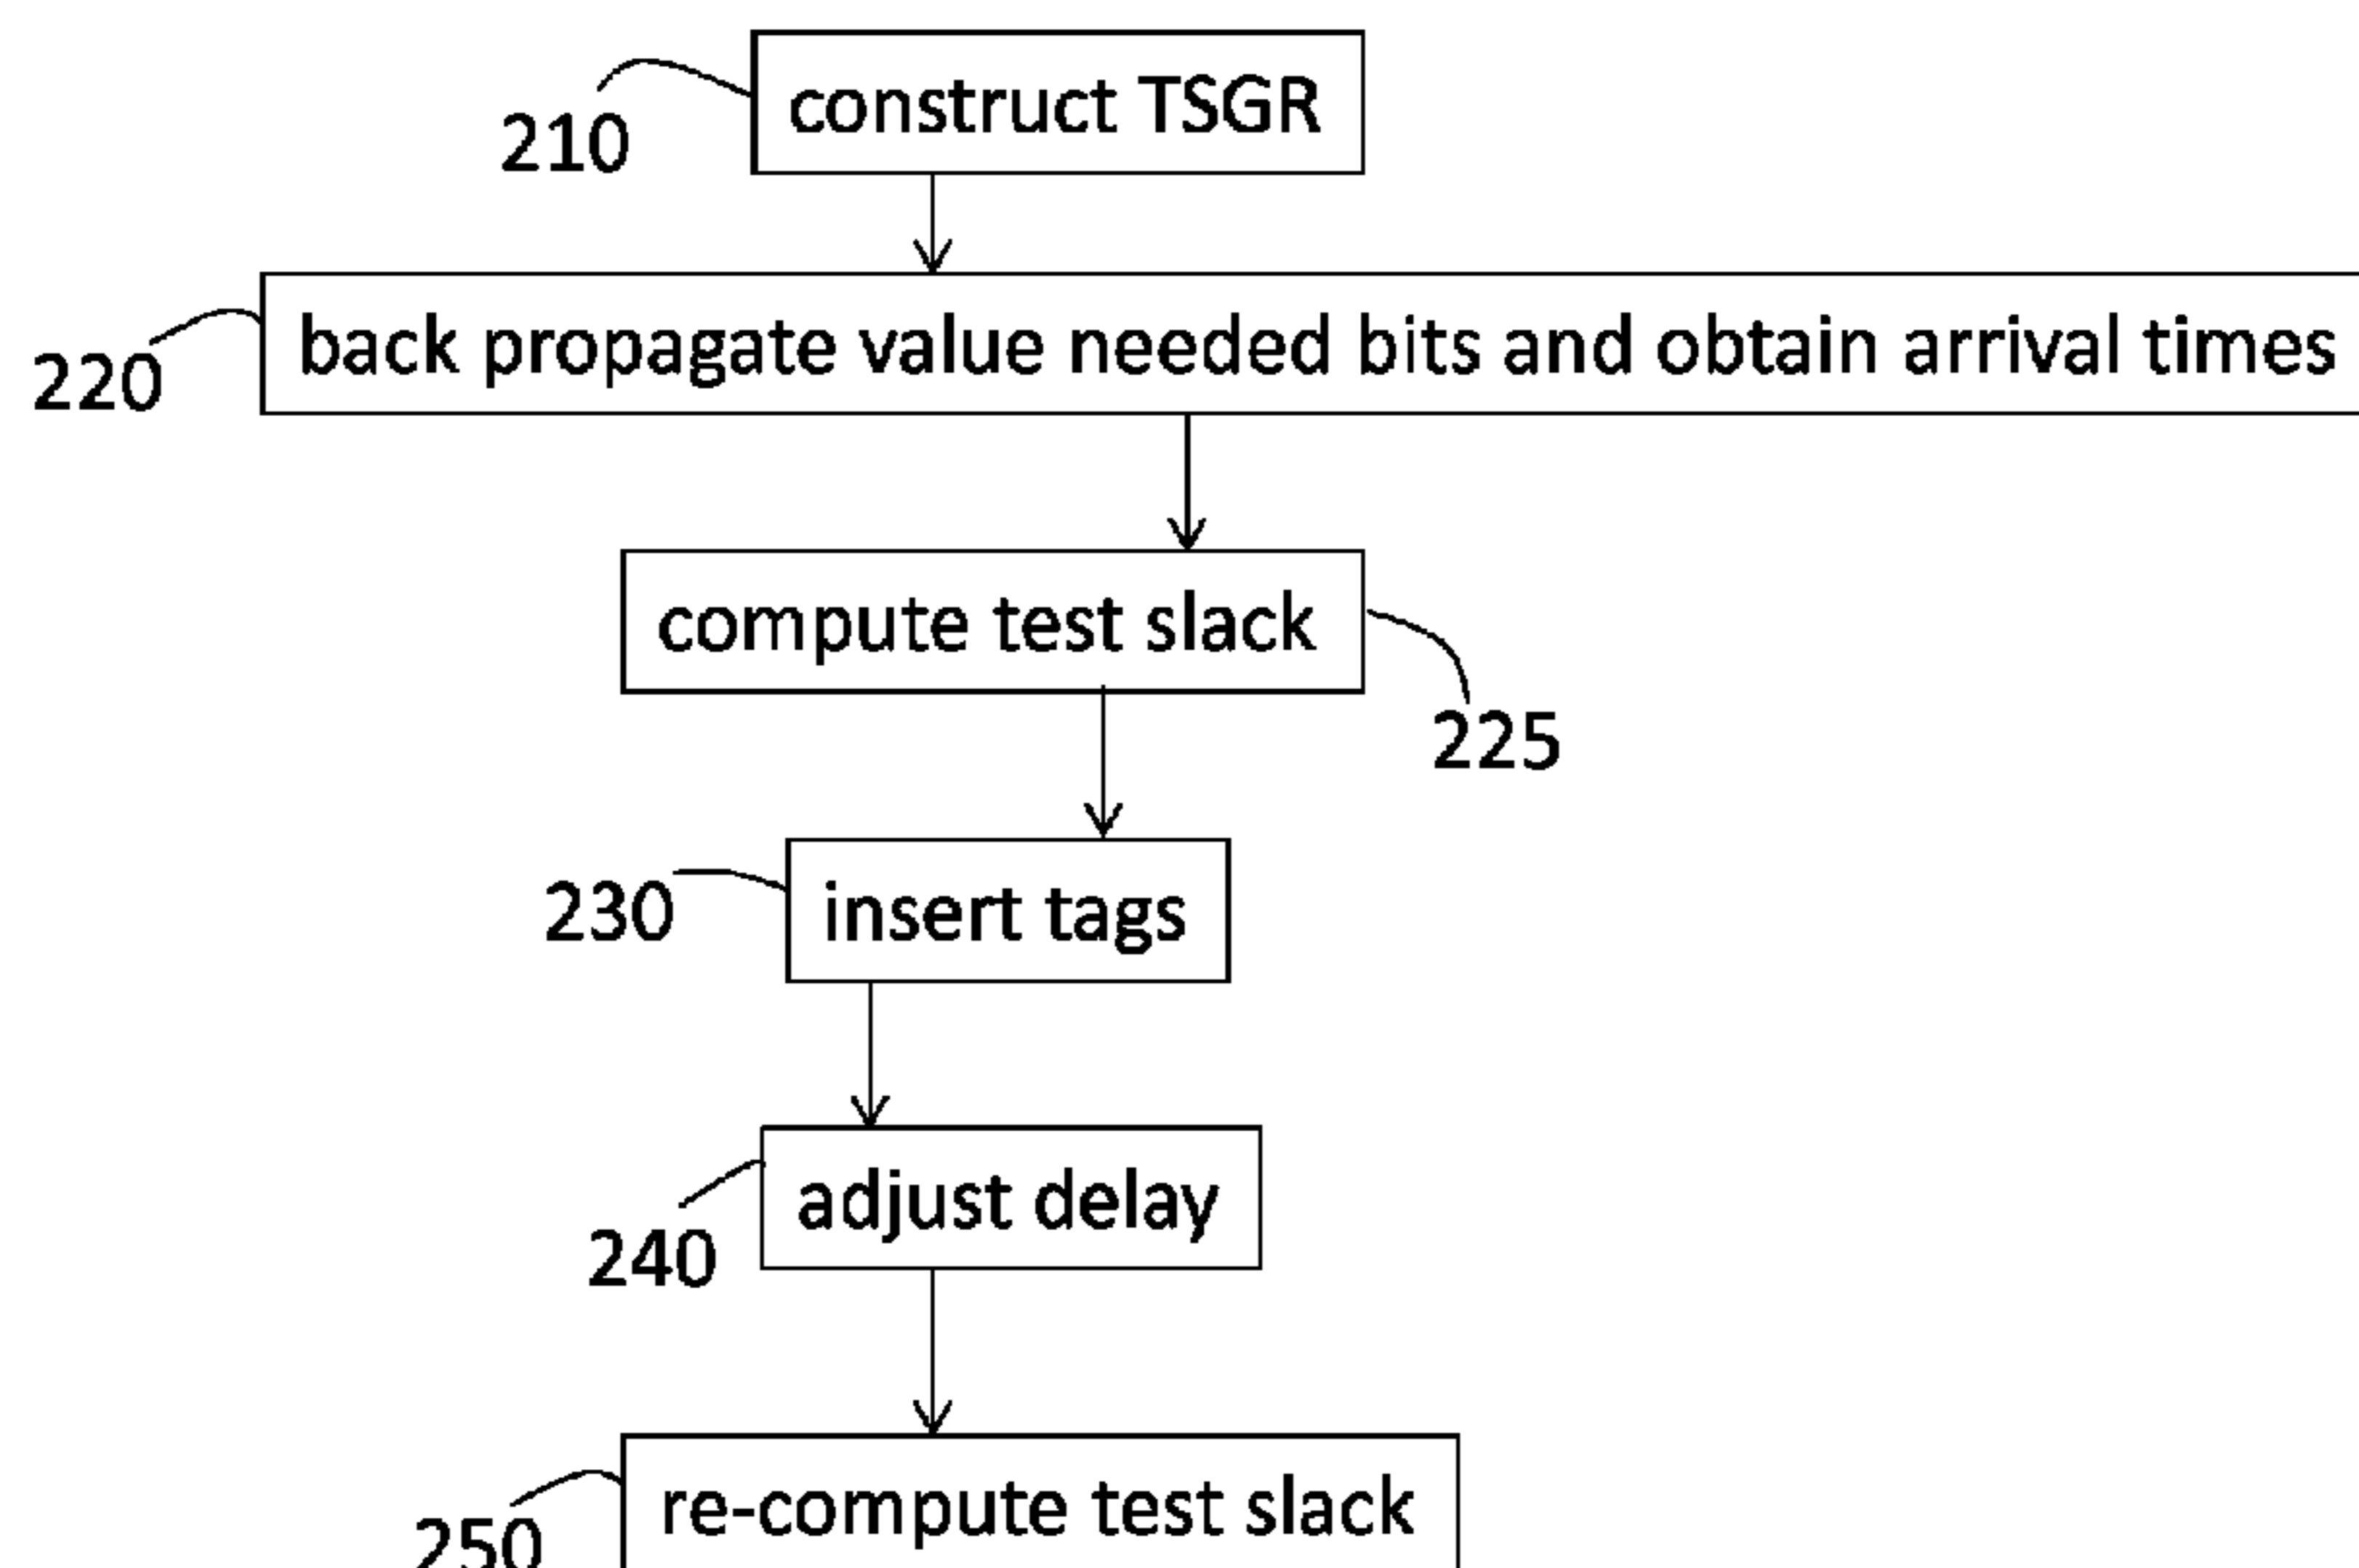 construct TSGR
210
back propagate value needed bits and obtain arrival times
220
compute test slack
225
230
insert tags
adjust delay
240
re-compute test slack
250